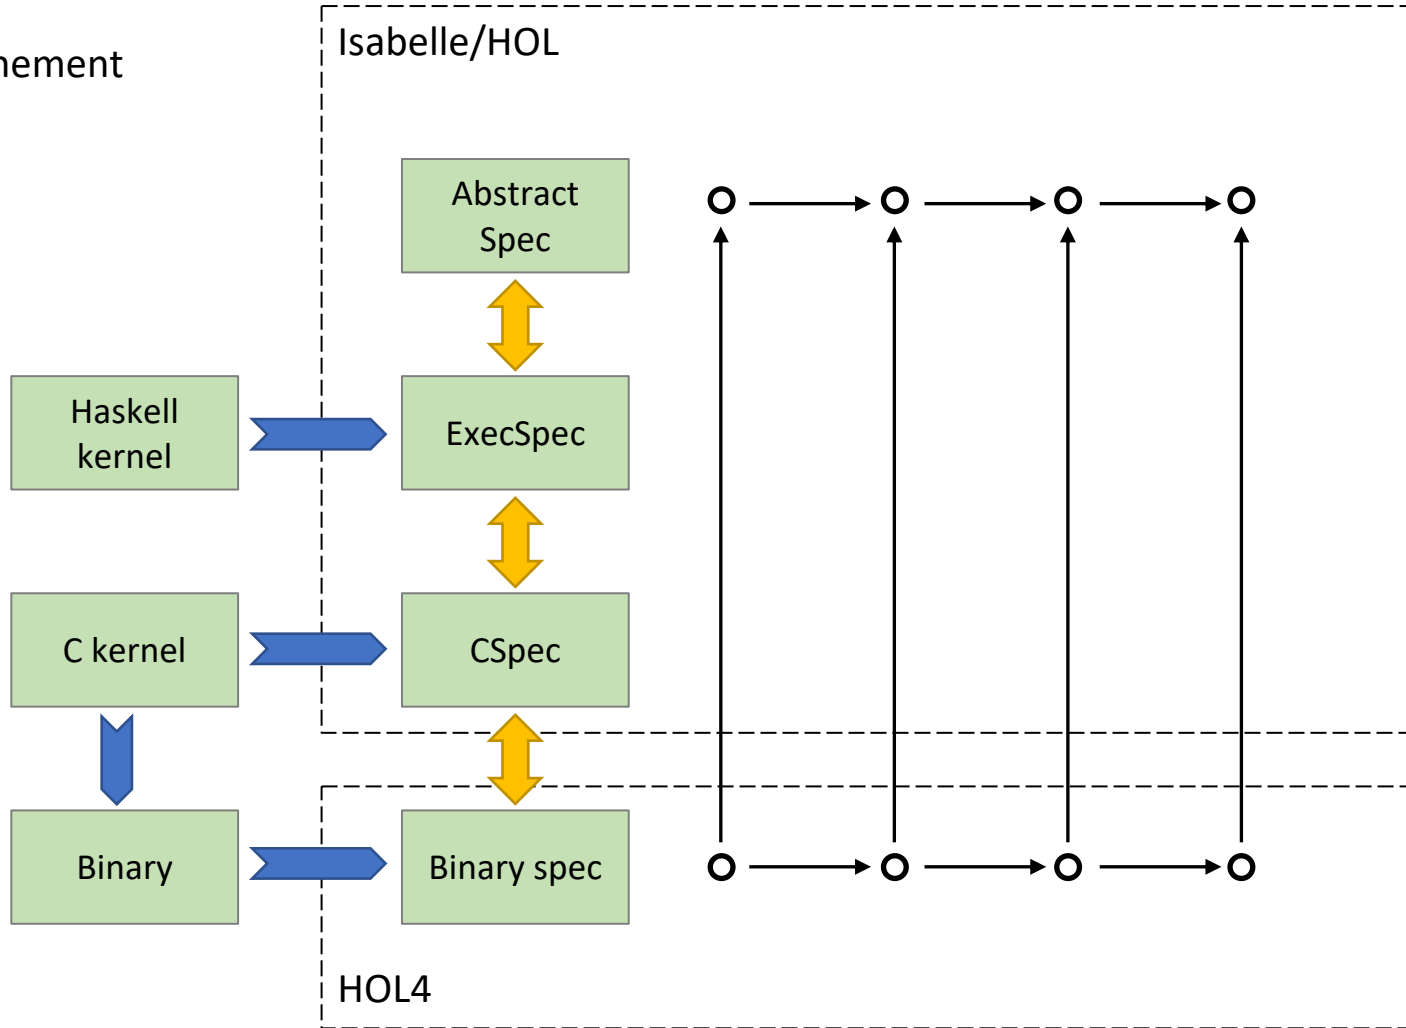 Isabelle/HOL
nement
Abstract
Spec
Haskell
kernel
ExecSpec
C kernel
CSpec
Binary
Binary spec
HOL4